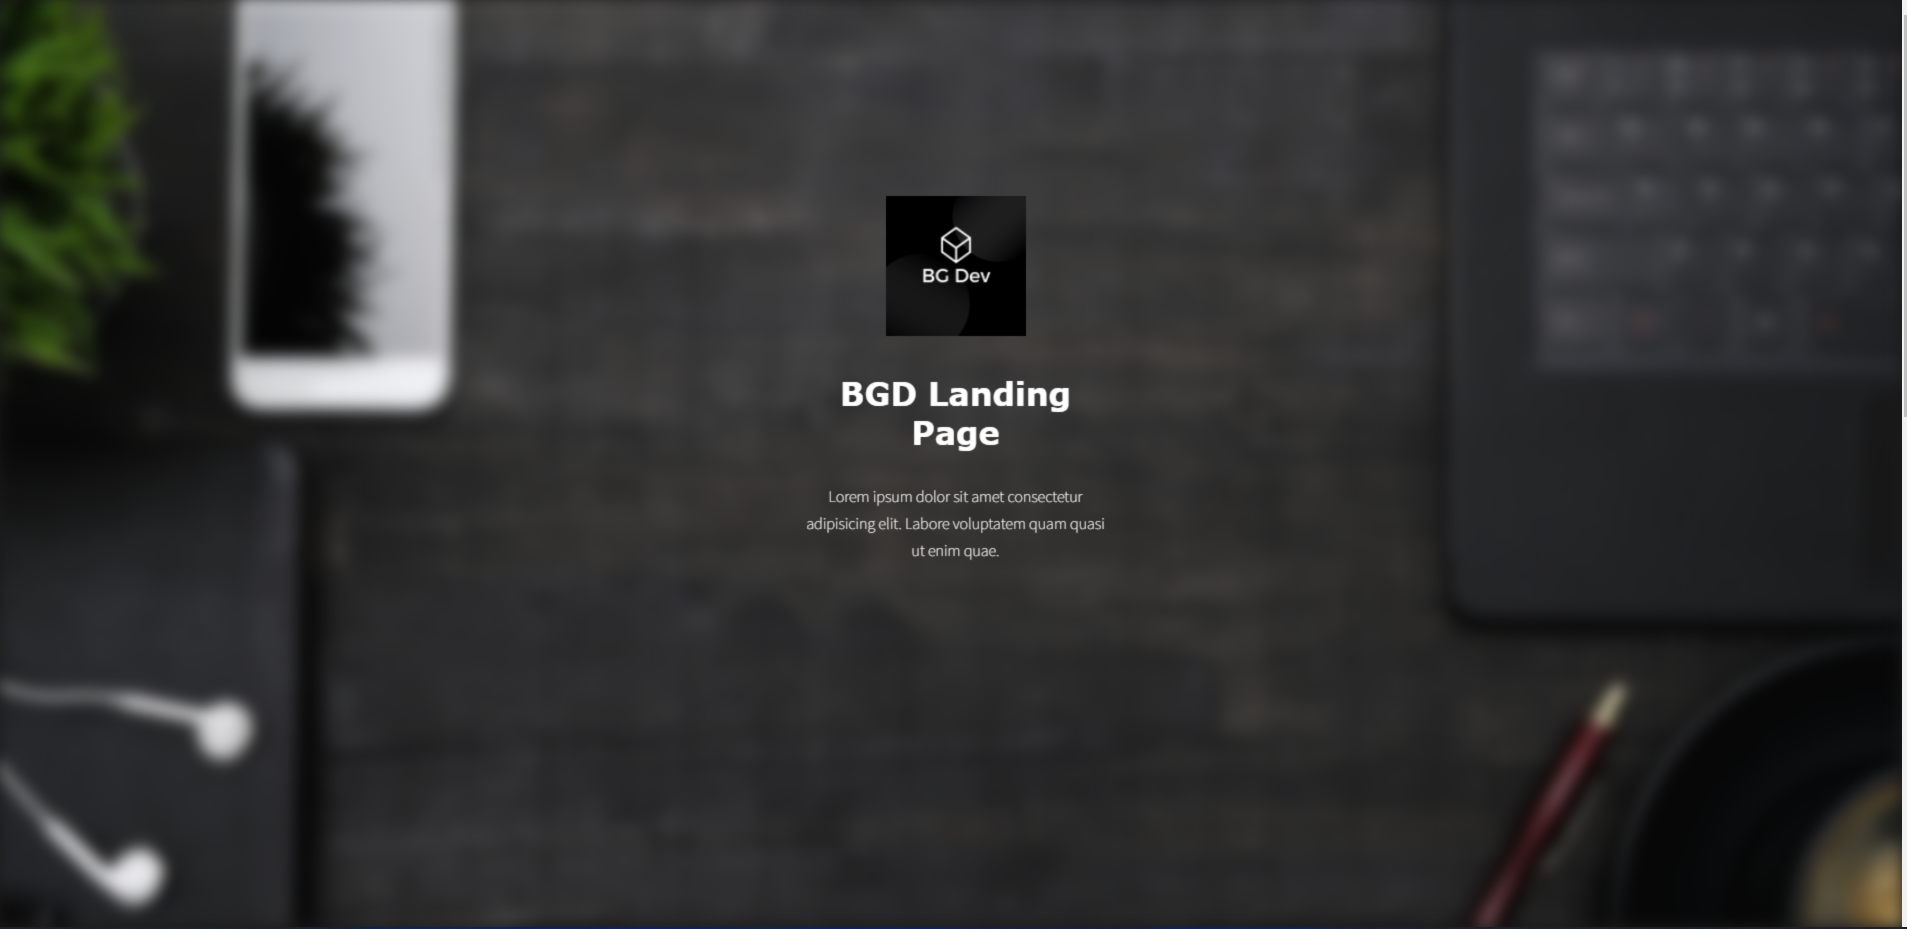 BG Dev
BGD Landing
Page
Lorem ipsum dolor sit amet consectetur
adipisicing elit. Labore voluptatem quam quasi
ut enim quae.